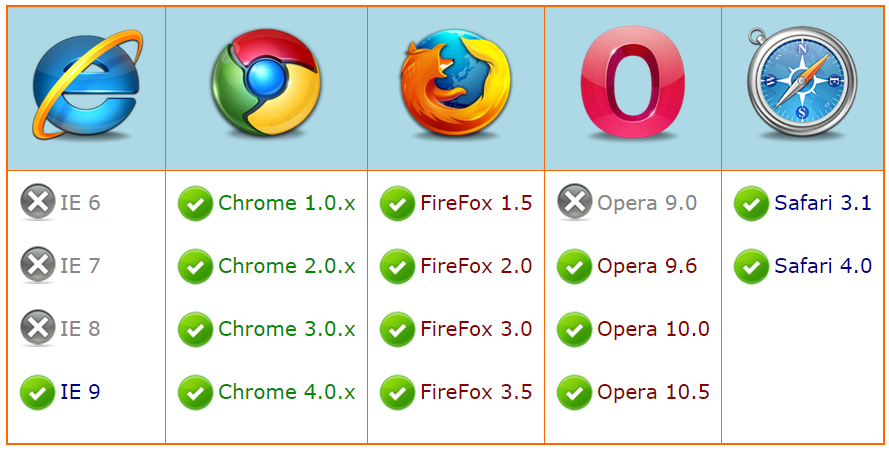 N
W
E
S
IE 6
Chrome 1.0.x
FireFox 1.5
Opera 9.0
Safari 3.1
IE 7
Chrome 2.0.x
FireFox 2.0
Opera 9.6
Safari 4.0
IE 8
Chrome 3.0.x
FireFox 3.0
Opera 10.0
IE 9
Chrome 4.0.x
FireFox 3.5
Opera 10.5